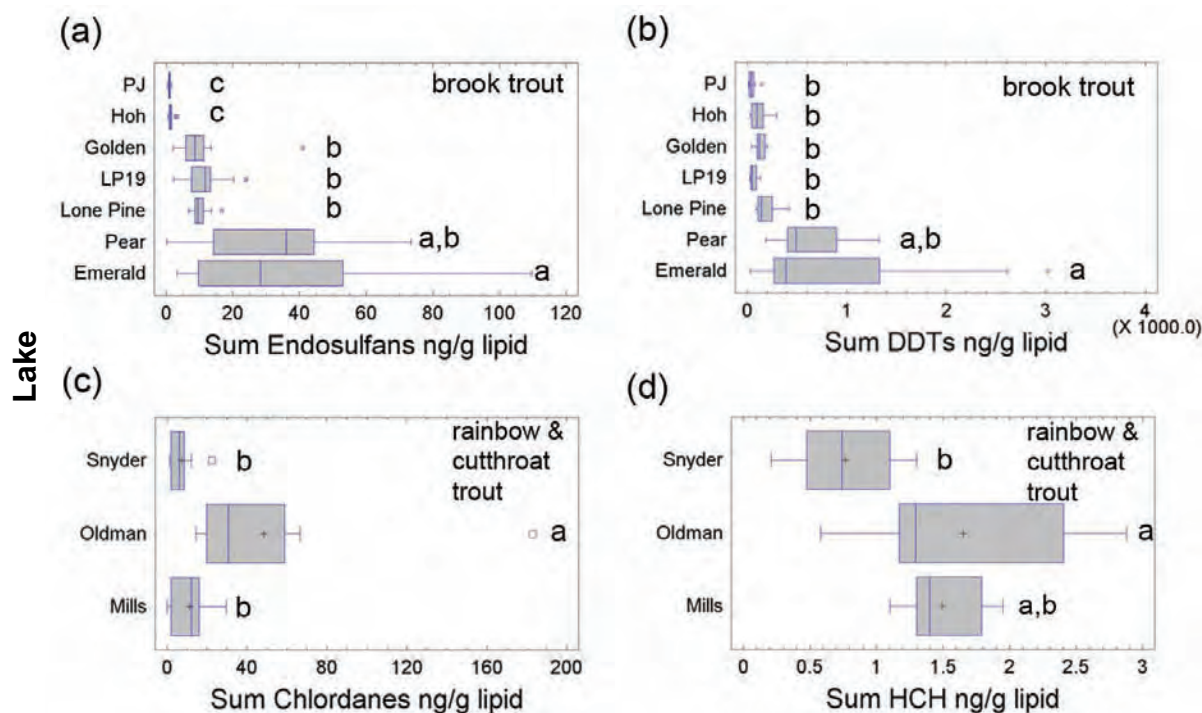 (a)
brook trout
PJ c
Hoh c
Golden b
LP19 b
Lone Pine b
Pear a,b
Emerald a
0 20 40 60 80 100 120
Sum Endosulfans ng/g lipid
(b)
brook trout
PJ b
Hoh b
Golden b
LP19 b
Lone Pine b
Pear a,b
Emerald a
0 1 2 3 4
(X 1000.0)
Sum DDTs ng/g lipid
Lake
(c)
rainbow &
cutthroat
trout
Snyder b
Oldman a
Mills b
0 40 80 120 160 200
Sum Chlordanes ng/g lipid
(d)
rainbow &
cutthroat
trout
Snyder b
Oldman a
Mills a,b
0 0.5 1 1.5 2 2.5 3
Sum HCH ng/g lipid